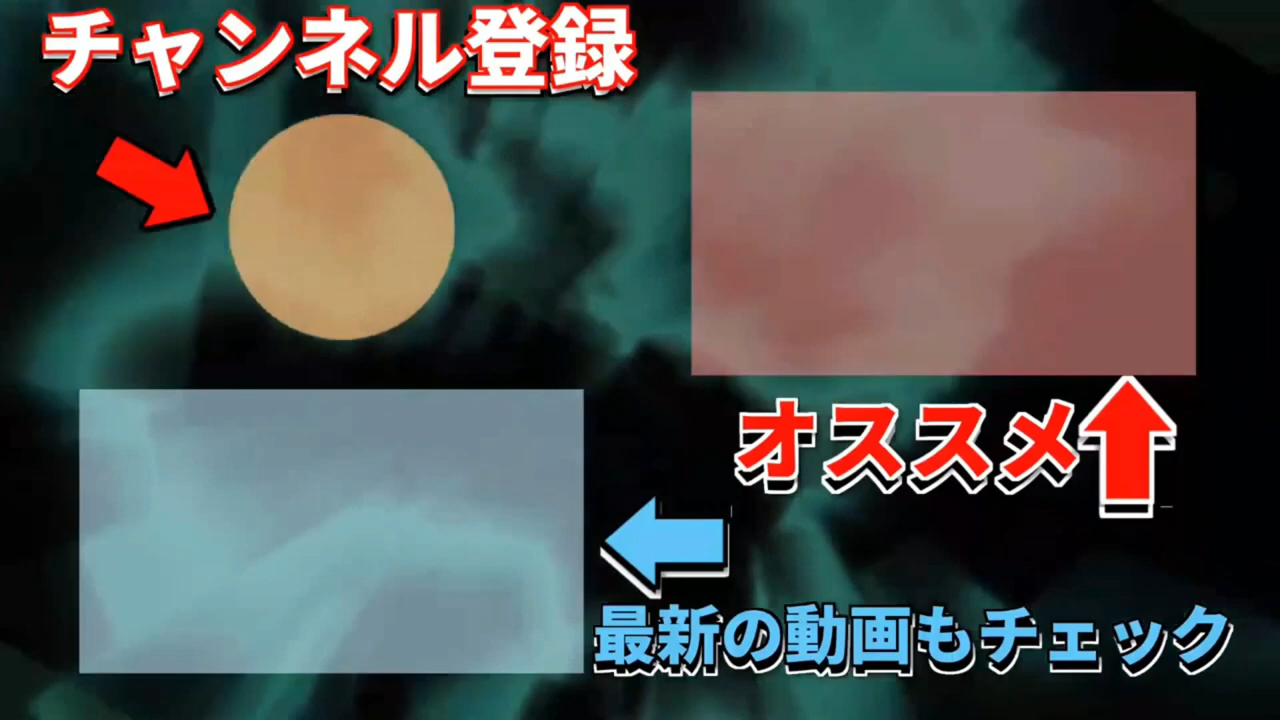 チャンネル登録
オススメ
最新の動画もチェック